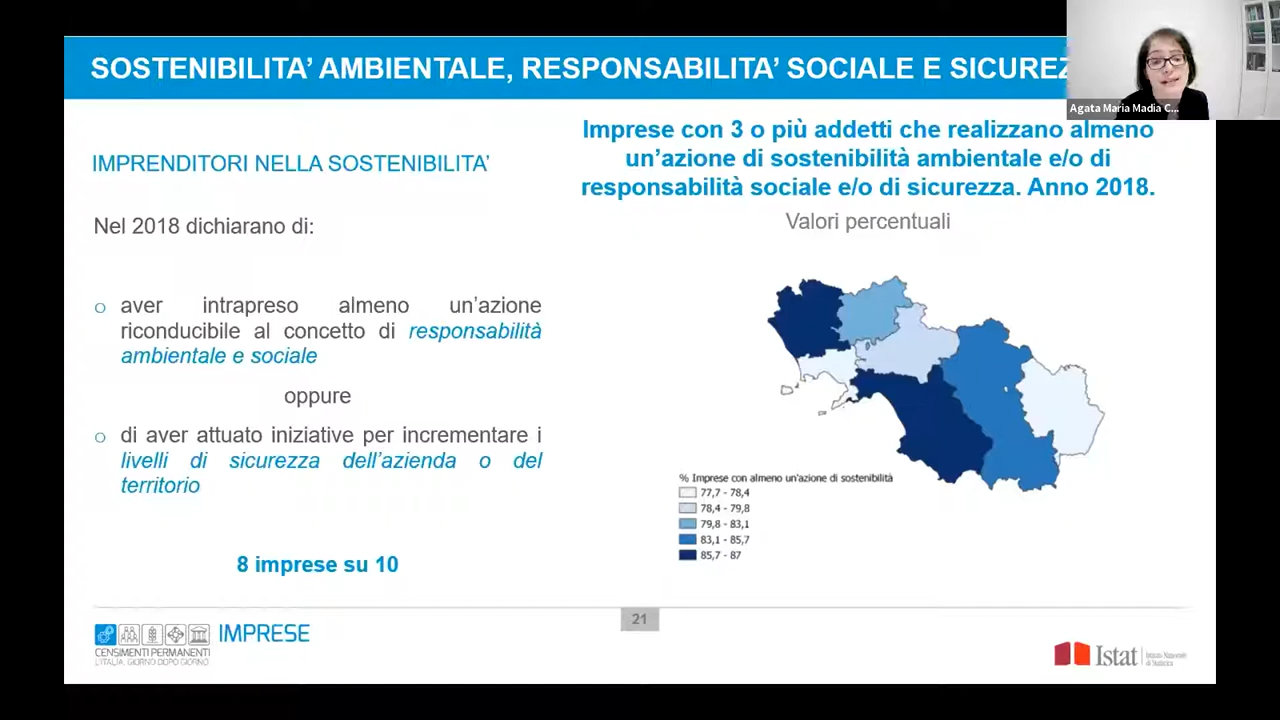 SOSTENIBILITA' AMBIENTALE, RESPONSABILITA' SOCIALE E SICUREZ
Agata Maria Madia C...
IMPRENDITORI NELLA SOSTENIBILITA'
Nel 2018 dichiarano di:
o aver intrapreso almeno un'azione
riconducibile al concetto di responsabilità
ambientale e sociale
oppure
o di aver attuato iniziative per incrementare i
livelli di sicurezza dell'azienda o del
territorio
8 imprese su 10
Imprese con 3 o più addetti che realizzano almeno
un'azione di sostenibilità ambientale e/o di
responsabilità sociale e/o di sicurezza. Anno 2018.
Valori percentuali
% Imprese con almeno un'azione di sostenibilità
77,7 - 78,4
78,4 - 79,8
79,8 - 83,1
83,1 - 85,7
85,7 - 87
21
IMPRESE
CENSIMENTI PERMANENTI
L'ITALIA, GIORNO DOPO GIORNO
Istat
Istituto Nazionale
di Statistica